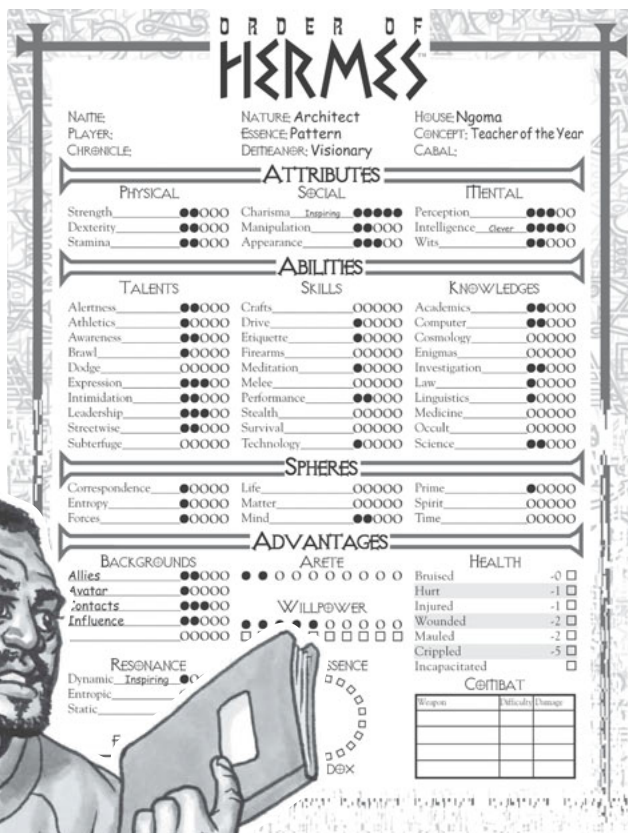 ORDER OF
HERMES™
NAME:
NATURE: Architect
HOUSE: Ngoma
PLAYER:
ESSENCE: Pattern
CONCEPT: Teacher of the Year
CHRONICLE:
DEMEANOR: Visionary
CABAL:
ATTRIBUTES
PHYSICAL
SOCIAL
MENTAL
Strength
Charisma Inspiring
Perception
Dexterity
Manipulation
Intelligence Clever
Stamina
Appearance
Wits
ABILITIES
TALENTS
SKILLS
KNOWLEDGES
Alertness
Crafts
Academics
Athletics
Drive
Computer
Awareness
Etiquette
Cosmology
Brawl
Firearms
Enigmas
Dodge
Meditation
Investigation
Expression
Melee
Law
Intimidation
Performance
Linguistics
Leadership
Stealth
Medicine
Streetwise
Survival
Occult
Subterfuge
Technology
Science
SPHERES
Correspondence
Life
Prime
Entropy
Matter
Spirit
Forces
Mind
Time
ADVANTAGES
BACKGROUNDS
ARETE
HEALTH
Allies
Avatar
Contacts
Influence
WILLPOWER
Bruised -0
Hurt -1
Injured -1
Wounded -2
Mauled -2
Crippled -5
Incapacitated
RESONANCE
Dynamic Inspiring
Entropic
Static
SSENCE
DOX
COMBAT
Weapon Difficulty Damage